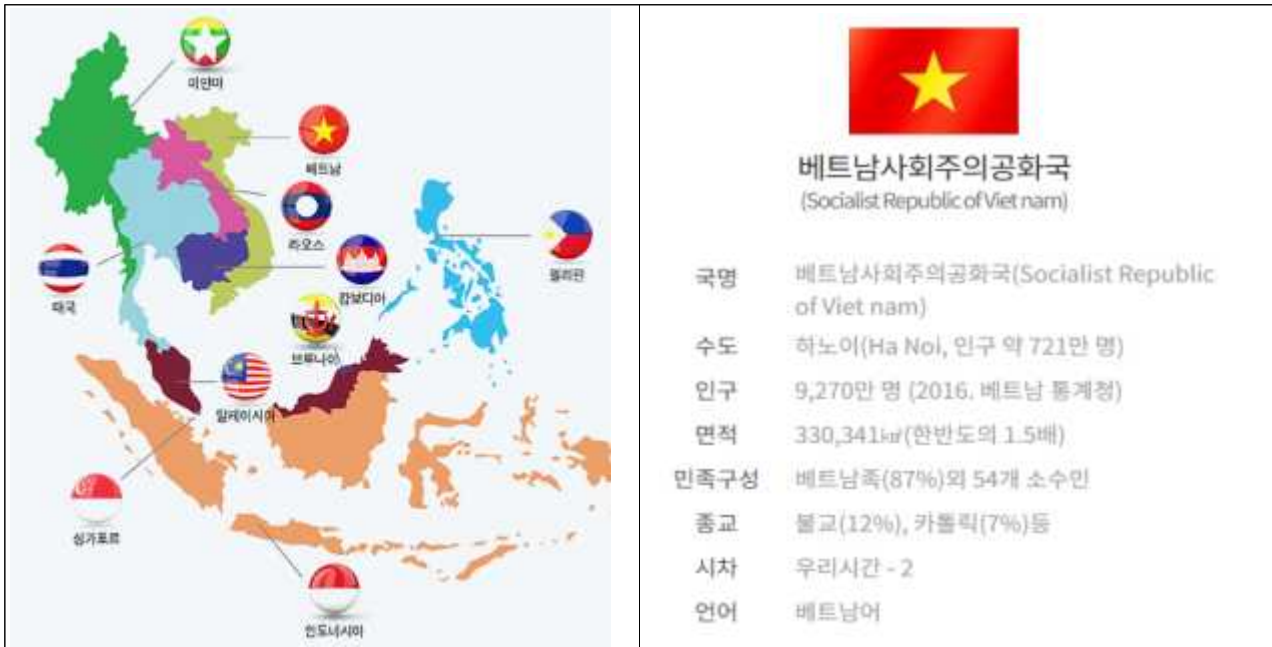 미얀마
베트남
라오스
필리핀
태국
캄보디아
브루나이
말레이시아
싱가포르
인도네시아
베트남사회주의공화국
(Socialist Republic of Viet nam)
국명 베트남사회주의공화국(Socialist Republic
of Viet nam)
수도 하노이(Ha Noi, 인구 약 721만 명)
인구 9,270만 명 (2016. 베트남 통계청)
면적 330,341㎢(한반도의 1.5배)
민족구성 베트남족(87%)외 54개 소수민
종교 불교(12%), 카톨릭(7%)등
시차 우리시간 - 2
언어 베트남어